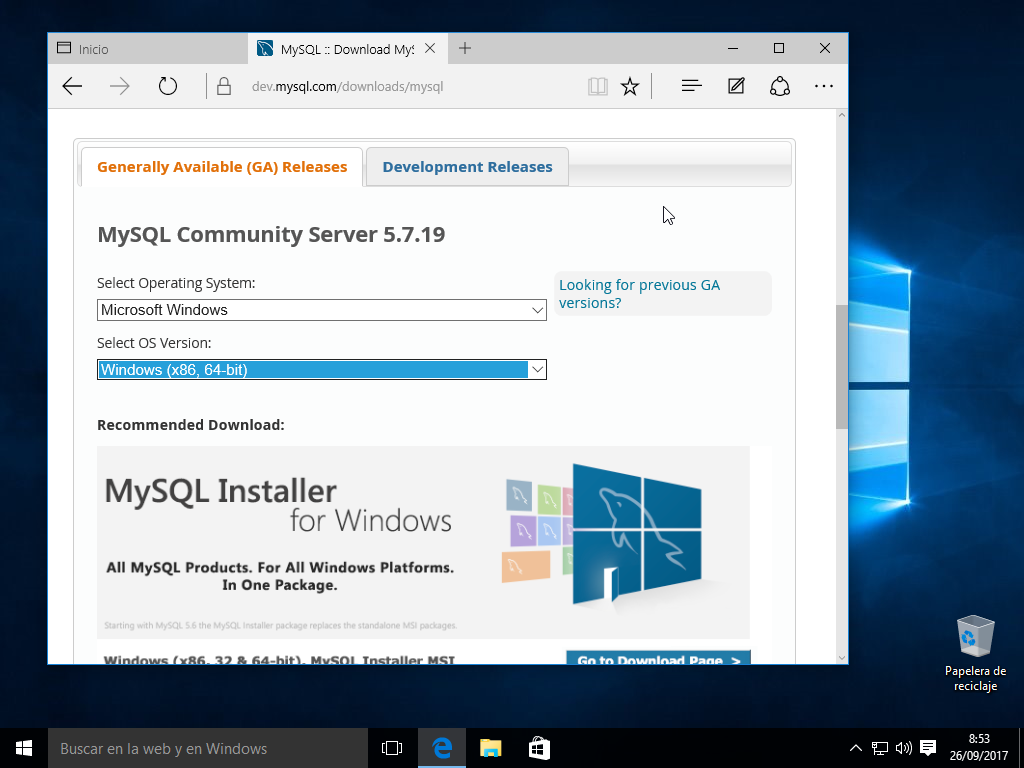 Inicio
MySQL :: Download MyS
dev.mysql.com/downloads/mysql
Generally Available (GA) Releases
Development Releases
MySQL Community Server 5.7.19
Select Operating System:
Looking for previous GA
versions?
Microsoft Windows
Select OS Version:
Windows (x86, 64-bit)
Recommended Download:
MySQL Installer
for Windows
All MySQL Products. For All Windows Platforms.
In One Package.
Starting with MySQL 5.6 the MySQL Installer package replaces the standalone MSI packages.
Windows (x86, 32 & 64-bit), MySQL Installer MSI
Go to Download Page >
Papelera de
reciclaje
Buscar en la web y en Windows
8:53
26/09/2017